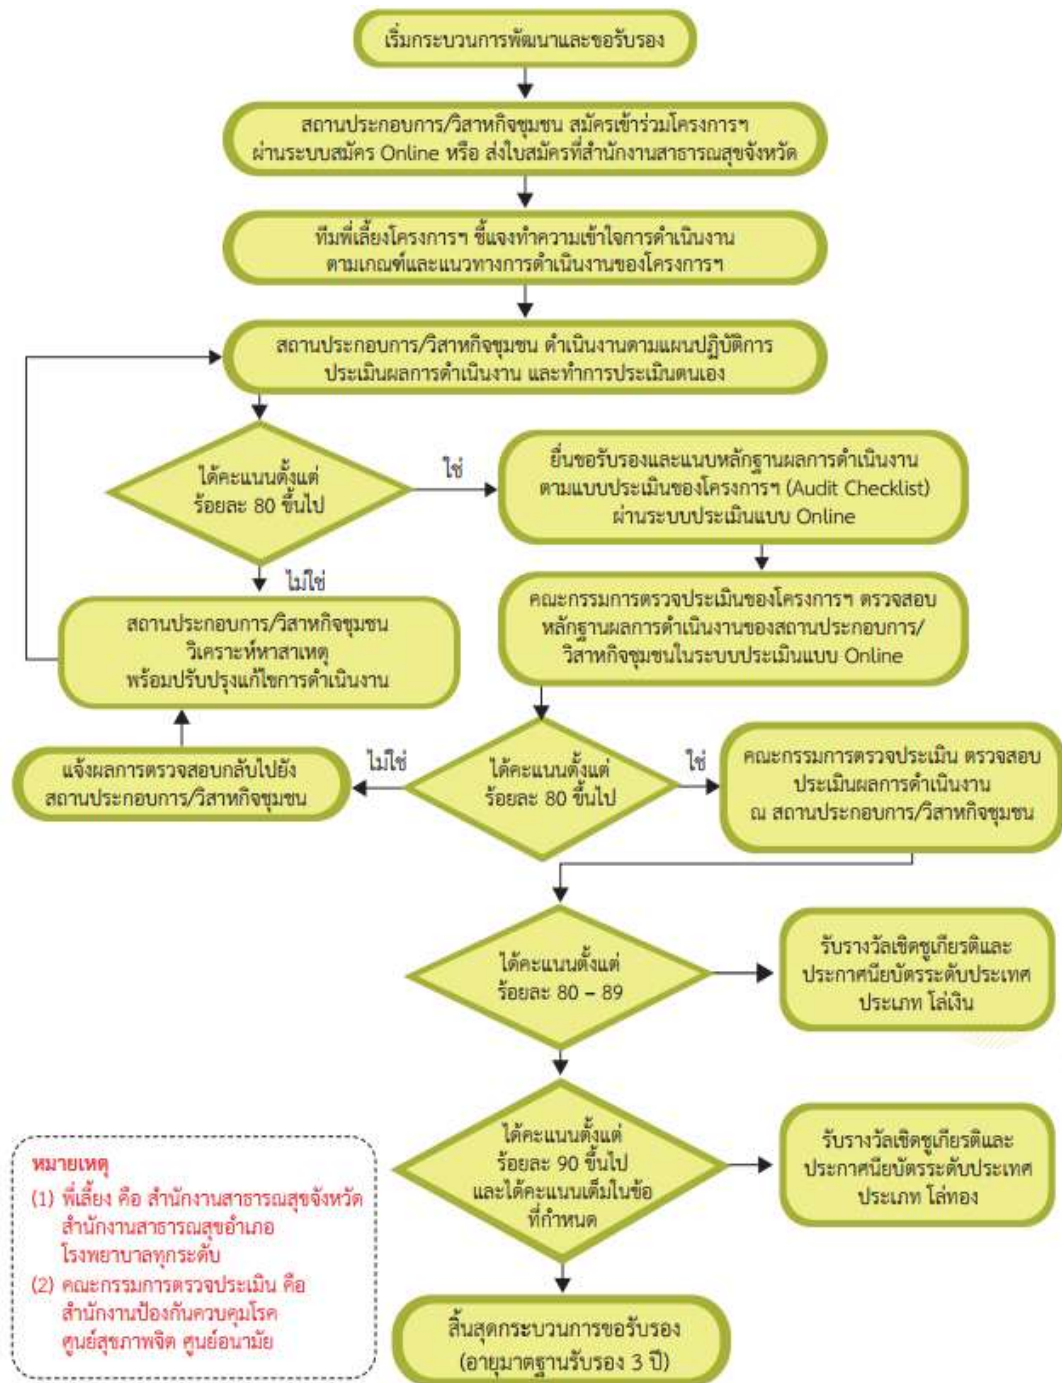 เริ่มกระบวนการพัฒนาและขอรับรอง
สถานประกอบการ/วิสาหกิจชุมชน สมัครเข้าร่วมโครงการฯ
ผ่านระบบสมัคร Online หรือ ส่งใบสมัครที่สำนักงานสาธารณสุขจังหวัด
ทีมพี่เลี้ยงโครงการฯ ชี้แจงทำความเข้าใจการดำเนินงาน
ตามเกณฑ์และแนวทางการดำเนินงานของโครงการฯ
สถานประกอบการ/วิสาหกิจชุมชน ดำเนินงานตามแผนปฏิบัติการ
ประเมินผลการดำเนินงาน และทำการประเมินตนเอง
ได้คะแนนตั้งแต่
ร้อยละ 80 ขึ้นไป
ใช่
ยื่นขอรับรองและแนบหลักฐานผลการดำเนินงาน
ตามแบบประเมินของโครงการฯ (Audit Checklist)
ผ่านระบบประเมินแบบ Online
ไม่ใช่
สถานประกอบการ/วิสาหกิจชุมชน
วิเคราะห์หาสาเหตุ
พร้อมปรับปรุงแก้ไขการดำเนินงาน
คณะกรรมการตรวจประเมินของโครงการฯ ตรวจสอบ
หลักฐานผลการดำเนินงานของสถานประกอบการ/
วิสาหกิจชุมชนในระบบประเมินแบบ Online
แจ้งผลการตรวจสอบกลับไปยัง
สถานประกอบการ/วิสาหกิจชุมชน
ไม่ใช่
ได้คะแนนตั้งแต่
ร้อยละ 80 ขึ้นไป
ใช่
คณะกรรมการตรวจประเมิน ตรวจสอบ
ประเมินผลการดำเนินงาน
ณ สถานประกอบการ/วิสาหกิจชุมชน
ได้คะแนนตั้งแต่
ร้อยละ 80 – 89
รับรางวัลเชิดชูเกียรติและ
ประกาศนียบัตรระดับประเทศ
ประเภท โล่เงิน
ได้คะแนนตั้งแต่
ร้อยละ 90 ขึ้นไป
และได้คะแนนเต็มในข้อ
ที่กำหนด
รับรางวัลเชิดชูเกียรติและ
ประกาศนียบัตรระดับประเทศ
ประเภท โล่ทอง
หมายเหตุ
(1) พี่เลี้ยง คือ สำนักงานสาธารณสุขจังหวัด
สำนักงานสาธารณสุขอำเภอ
โรงพยาบาลทุกระดับ
(2) คณะกรรมการตรวจประเมิน คือ
สำนักงานป้องกันควบคุมโรค
ศูนย์สุขภาพจิต ศูนย์อนามัย
สิ้นสุดกระบวนการขอรับรอง
(อายุมาตฐานรับรอง 3 ปี)